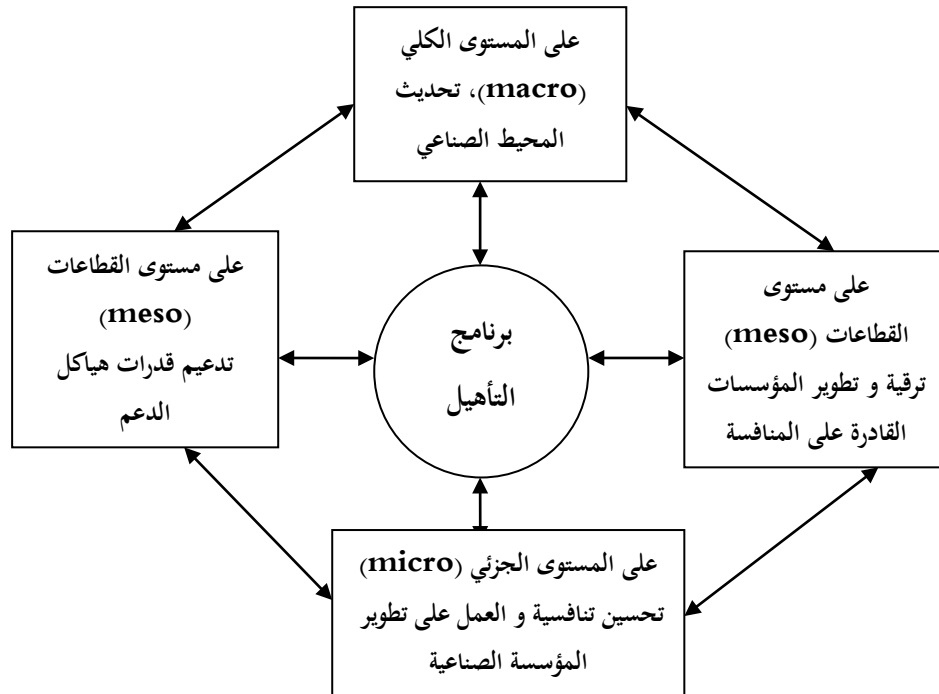 على المستوى الكلي
(macro)، تحديث
المحيط الصناعي
على مستوى
القطاعات (meso)
ترقية و تطوير المؤسسات
القادرة على المنافسة
برنامج
التأهيل
على مستوى القطاعات
(meso)
تدعيم قدرات هياكل
الدعم
على المستوى الجزئي (micro)
تحسين تنافسية و العمل على تطوير
المؤسسة الصناعية